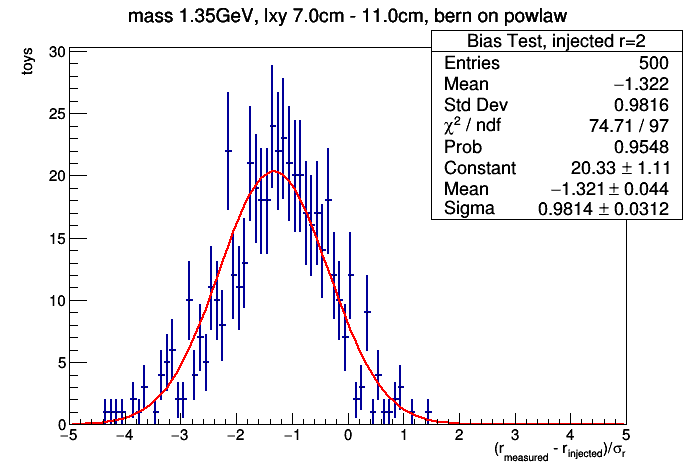 mass 1.35GeV, lxy 7.0cm - 11.0cm, bern on powlaw
Bias Test, injected r=2
Entries 500
Mean −1.322
Std Dev 0.9816
χ² / ndf 74.71 / 97
Prob 0.9548
Constant 20.33 ± 1.11
Mean −1.321 ± 0.044
Sigma 0.9814 ± 0.0312
toys
30
25
20
15
10
5
0
−5 −4 −3 −2 −1 0 1 2 3 4 5
(r_measured - r_injected)/σ_r